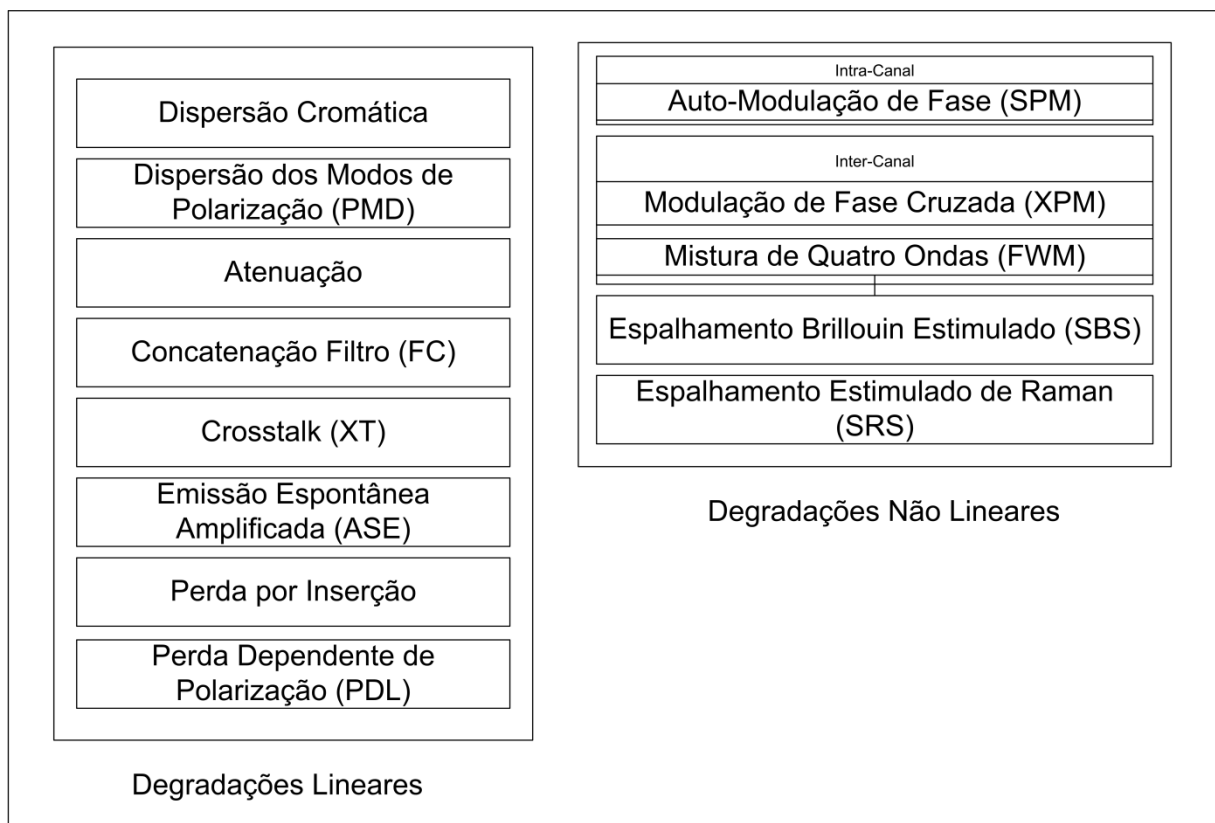 Dispersão Cromática
Dispersão dos Modos de
Polarização (PMD)
Atenuação
Concatenação Filtro (FC)
Crosstalk (XT)
Emissão Espontânea
Amplificada (ASE)
Perda por Inserção
Perda Dependente de
Polarização (PDL)
Degradações Lineares
Intra-Canal
Auto-Modulação de Fase (SPM)
Inter-Canal
Modulação de Fase Cruzada (XPM)
Mistura de Quatro Ondas (FWM)
Espalhamento Brillouin Estimulado (SBS)
Espalhamento Estimulado de Raman
(SRS)
Degradações Não Lineares